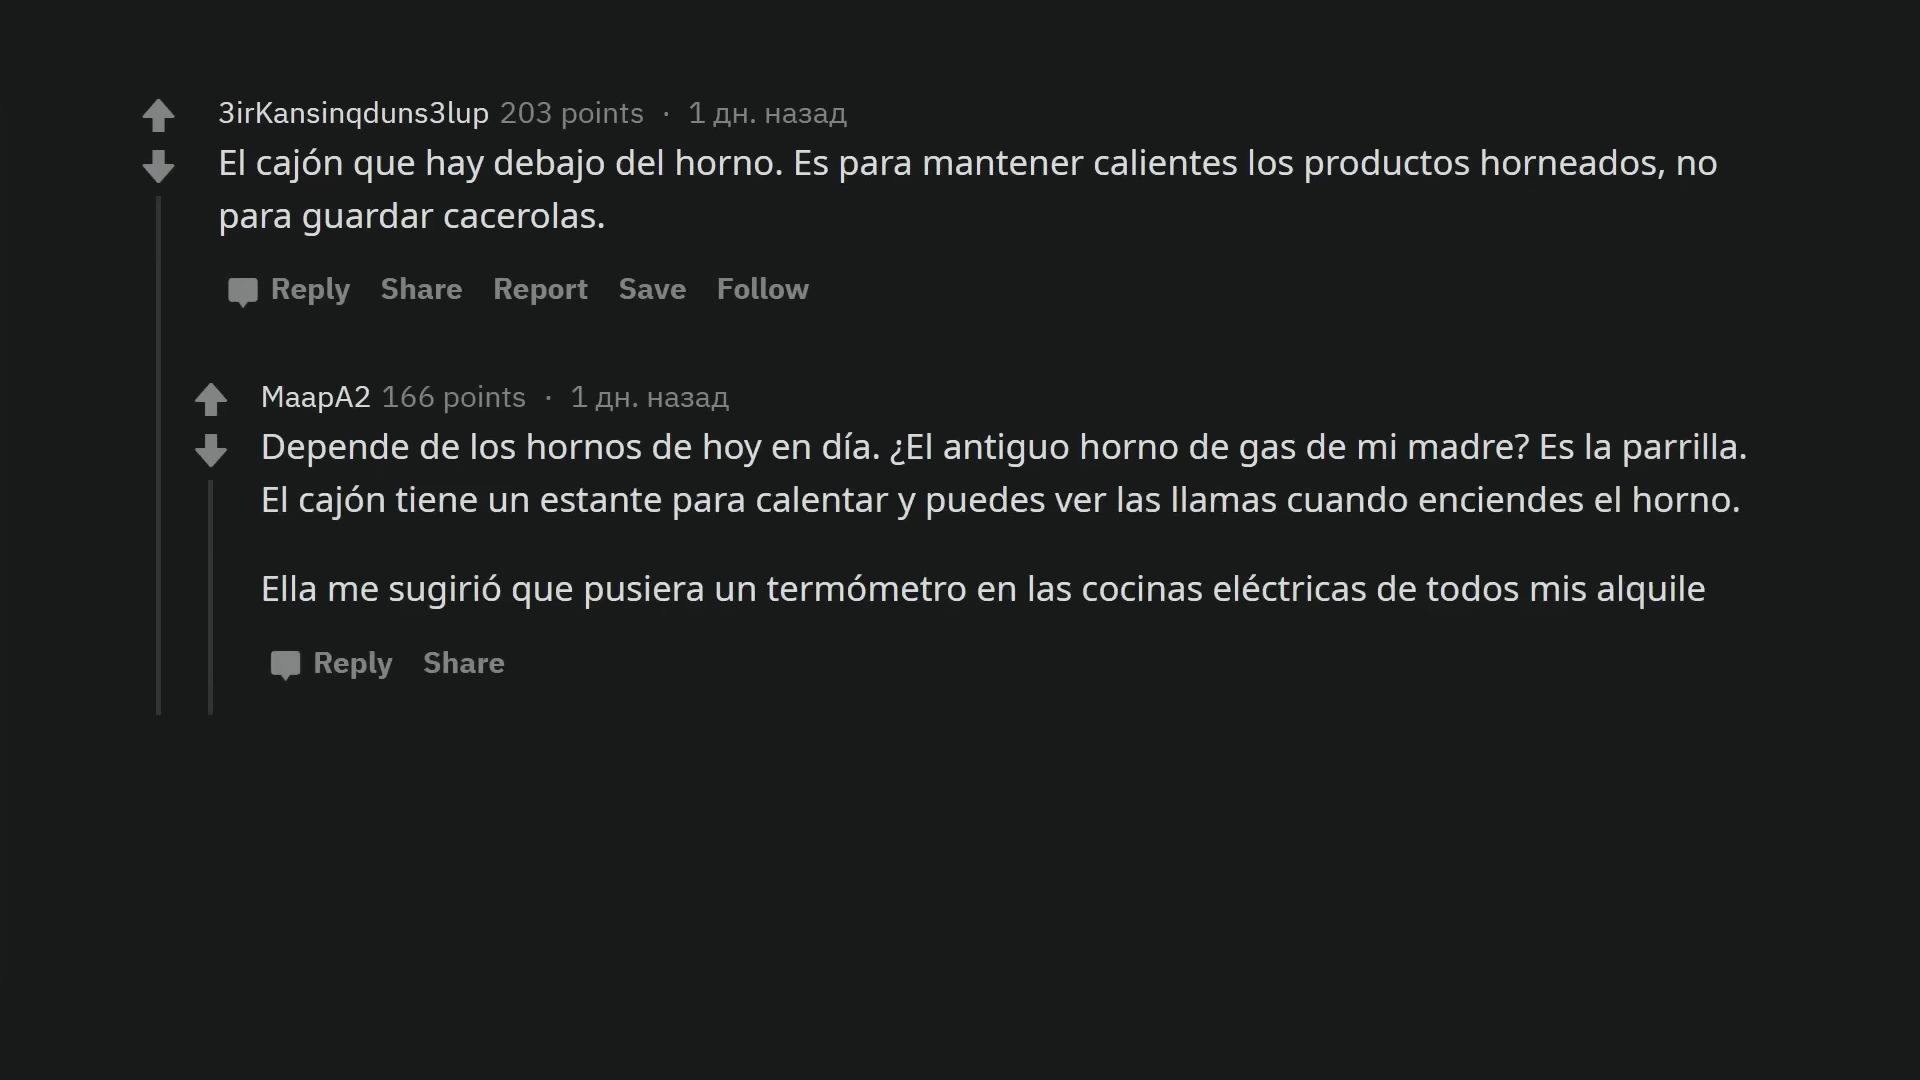 3irKansinqduns3lup 203 points · 1 дн. назад
El cajón que hay debajo del horno. Es para mantener calientes los productos horneados, no
para guardar cacerolas.
Reply Share Report Save Follow
MaapA2 166 points · 1 дн. назад
Depende de los hornos de hoy en día. ¿El antiguo horno de gas de mi madre? Es la parrilla.
El cajón tiene un estante para calentar y puedes ver las llamas cuando enciendes el horno.
Ella me sugirió que pusiera un termómetro en las cocinas eléctricas de todos mis alquile
Reply Share